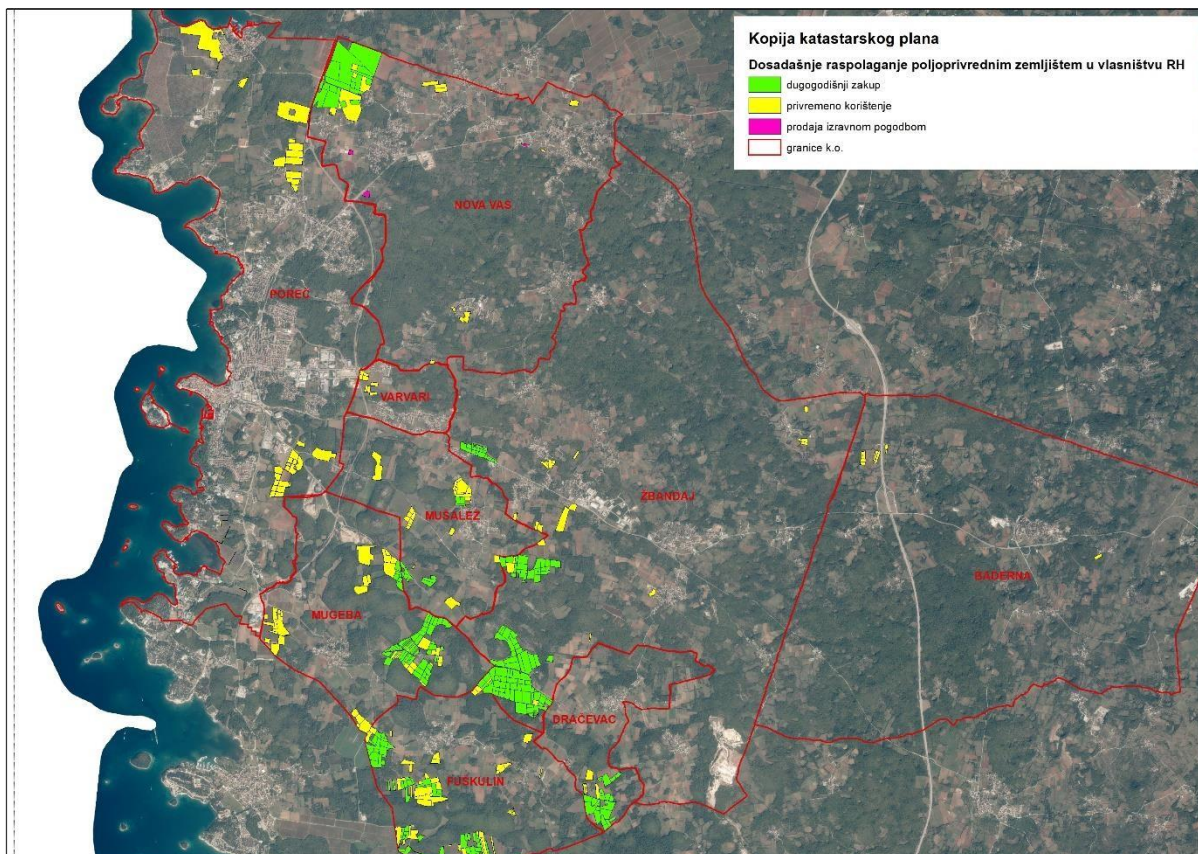 Kopija katastarskog plana
Dosadašnje raspolaganje poljoprivrednim zemljištem u vlasništvu RH
dugogodišnji zakup
privremeno korištenje
prodaja izravnom pogodbom
granice k.o.
NOVA VAS
POREČ
VARVARI
ŽBANDAJ
MUŠALEŽ
BADERNA
MUGEBA
DRAČEVAC
FUŠKULIN